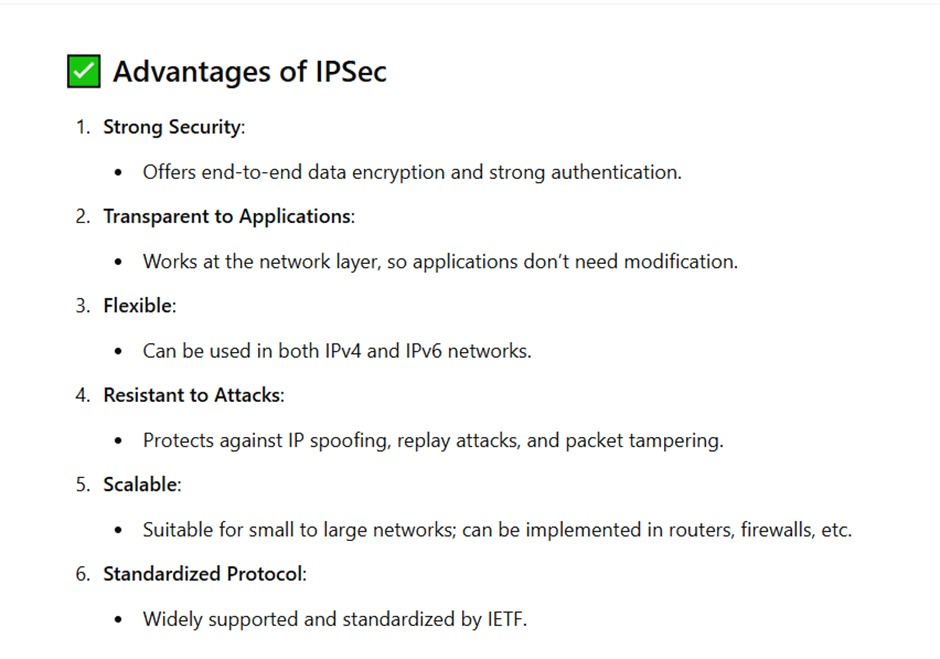 ✅ Advantages of IPSec
1. Strong Security:
• Offers end-to-end data encryption and strong authentication.
2. Transparent to Applications:
• Works at the network layer, so applications don’t need modification.
3. Flexible:
• Can be used in both IPv4 and IPv6 networks.
4. Resistant to Attacks:
• Protects against IP spoofing, replay attacks, and packet tampering.
5. Scalable:
• Suitable for small to large networks; can be implemented in routers, firewalls, etc.
6. Standardized Protocol:
• Widely supported and standardized by IETF.